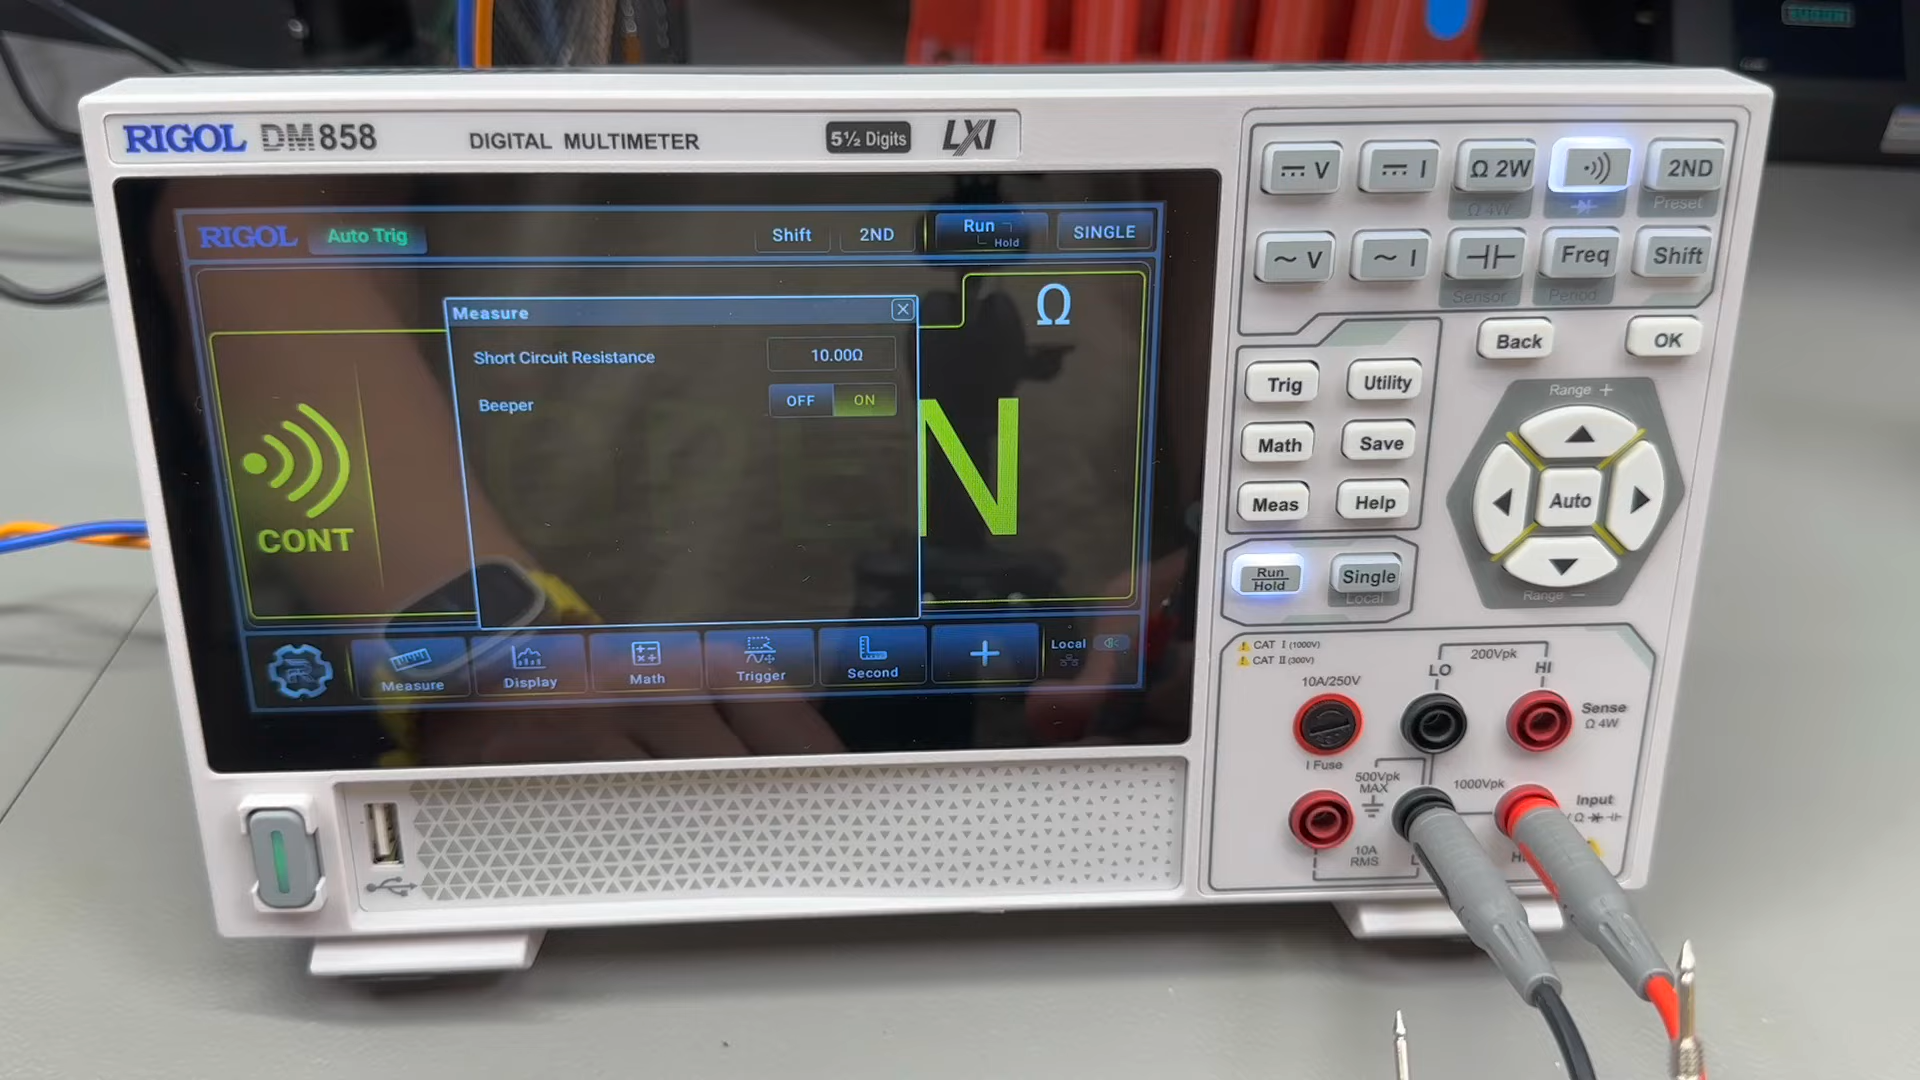 RIGOL DM858 DIGITAL MULTIMETER 5½ Digits LXI
RIGOL Auto Trig Shift 2ND Run Hold SINGLE
Ω
Measure
Short Circuit Resistance 10.00Ω
Beeper OFF ON
N
CONT
Measure Display Math Trigger Second + Local
V I Ω 2W 2ND
Ω 4W Preset
~ V ~ I Freq Shift
Sensor Period
Back OK
Trig Utility
Math Save
Meas Help
Range +
Auto
Range −
Run Hold Single
Local
CAT I (1000V)
CAT II (300V)
200Vpk
LO HI
10A/250V
Sense
Ω 4W
I Fuse
500Vpk
MAX
1000Vpk
Input
Ω
10A
RMS